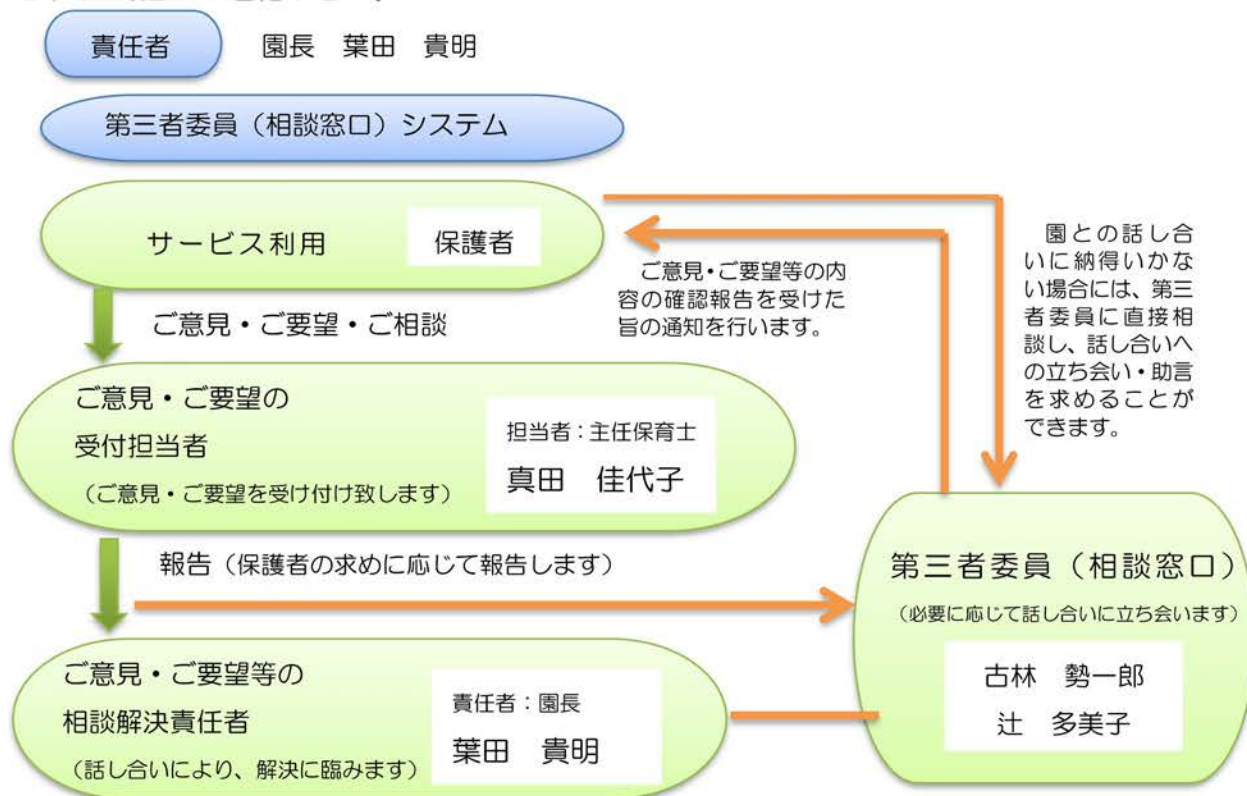 責任者
園長　葉田　貴明
第三者委員（相談窓口）システム
サービス利用
保護者
ご意見・ご要望等の内
容の確認報告を受けた
旨の通知を行います。
園との話し合
いに納得いかな
い場合には、第三
者委員に直接相
談し、話し合いへ
の立ち会い・助言
を求めることが
できます。
ご意見・ご要望・ご相談
ご意見・ご要望の
受付担当者
（ご意見・ご要望を受け付け致します）
担当者：主任保育士
真田　佳代子
報告（保護者の求めに応じて報告します）
第三者委員（相談窓口）
（必要に応じて話し合いに立ち会います）
古林　勢一郎
辻　多美子
ご意見・ご要望等の
相談解決責任者
（話し合いにより、解決に臨みます）
責任者：園長
葉田　貴明